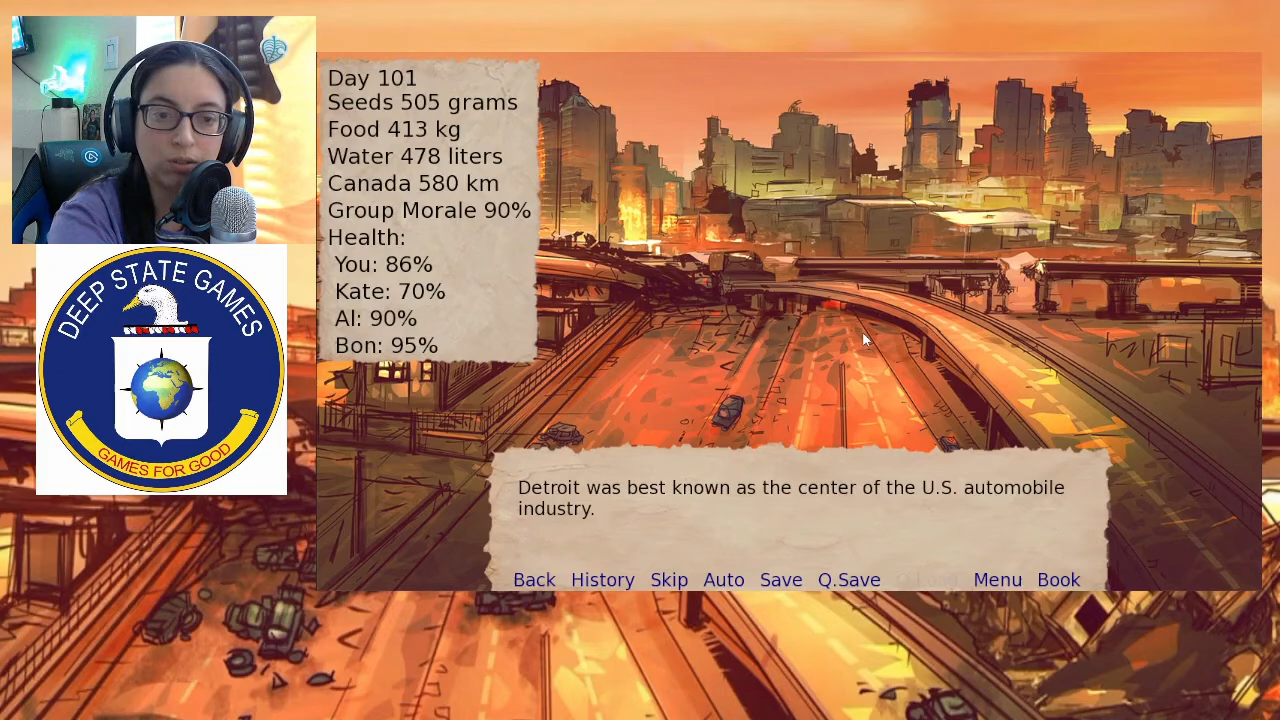 DEEP STATE GAMES
GAMES FOR GOOD
Day 101
Seeds 505 grams
Food 413 kg
Water 478 liters
Canada 580 km
Group Morale 90%
Health:
You: 86%
Kate: 70%
Al: 90%
Bon: 95%
Detroit was best known as the center of the U.S. automobile
industry.
Back History Skip Auto Save Q.Save Q.Load Menu Book